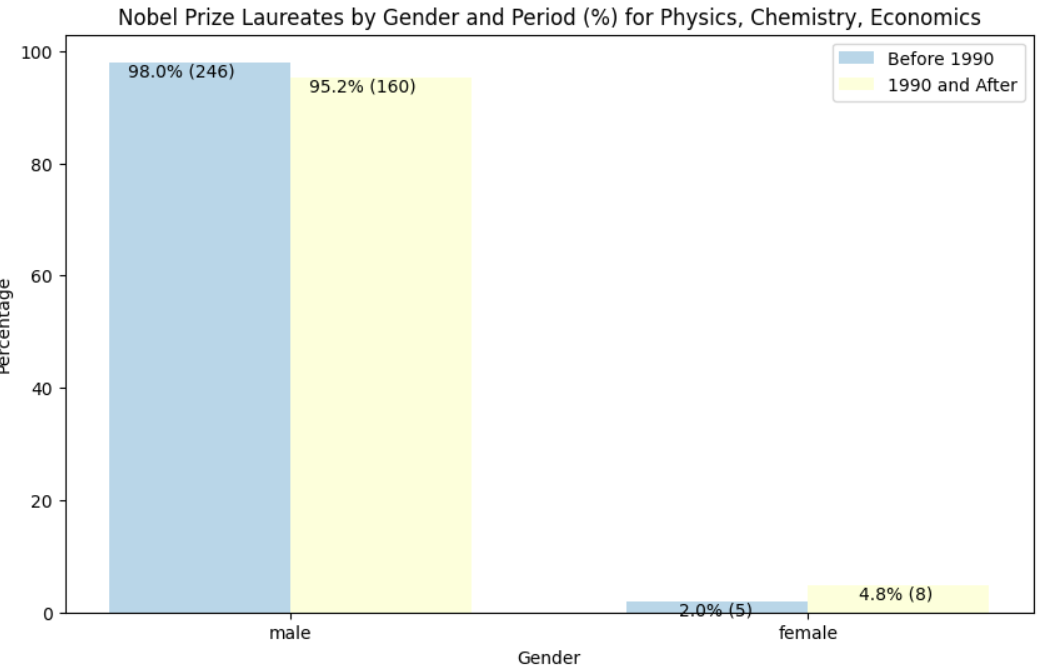 Nobel Prize Laureates by Gender and Period (%) for Physics, Chemistry, Economics
100
80
60
40
20
0
Percentage
98.0% (246)
95.2% (160)
2.0% (5)
4.8% (8)
Before 1990
1990 and After
male
female
Gender